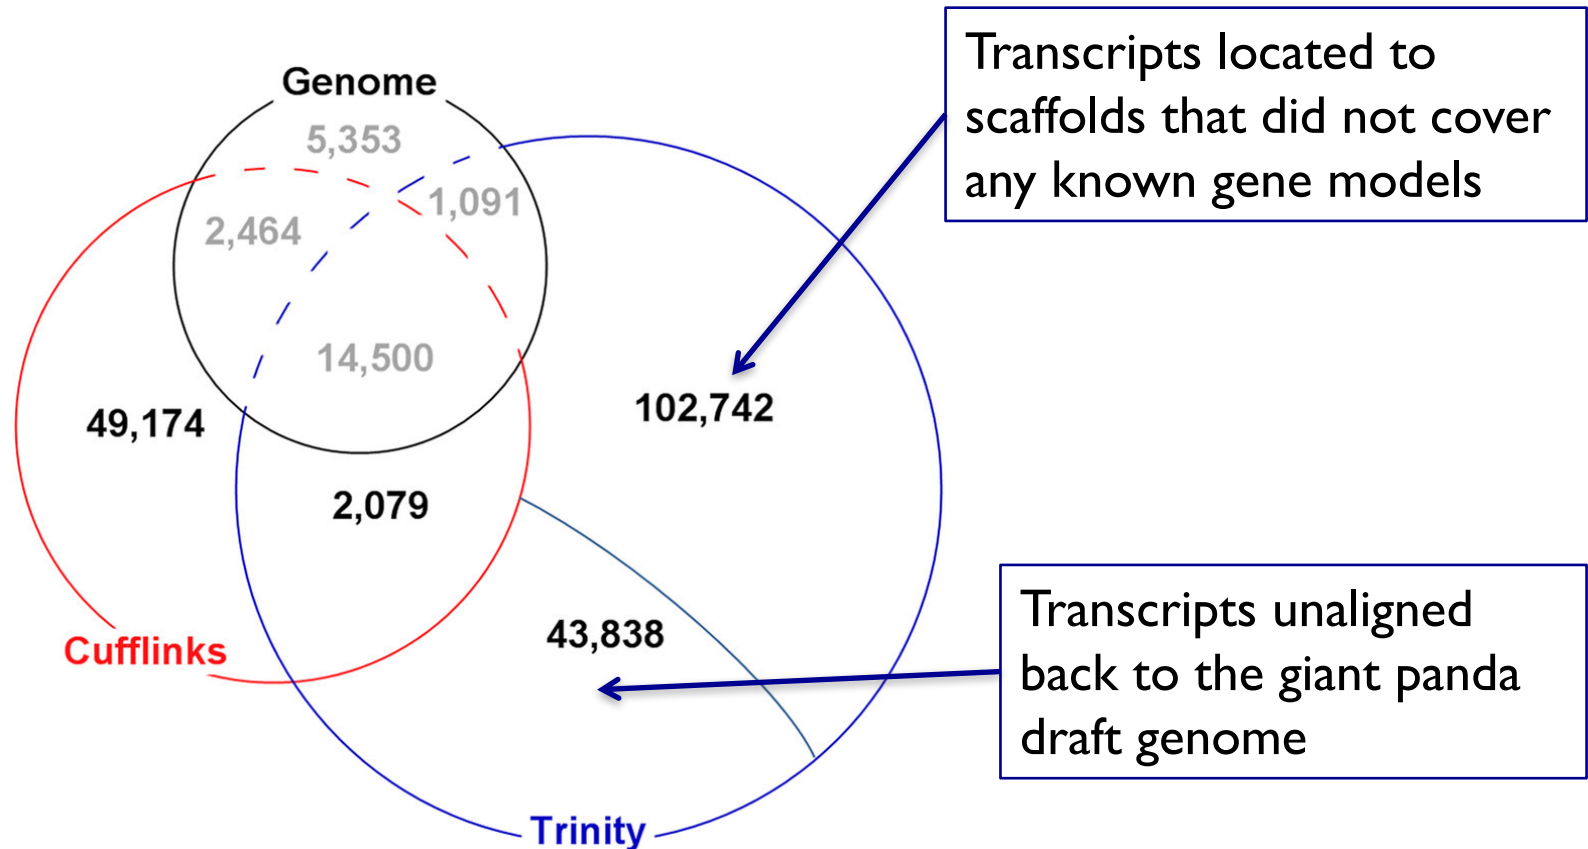 Genome
5,353
1,091
2,464
14,500
49,174
2,079
102,742
43,838
Cufflinks
Trinity
Transcripts located to
scaffolds that did not cover
any known gene models
Transcripts unaligned
back to the giant panda
draft genome